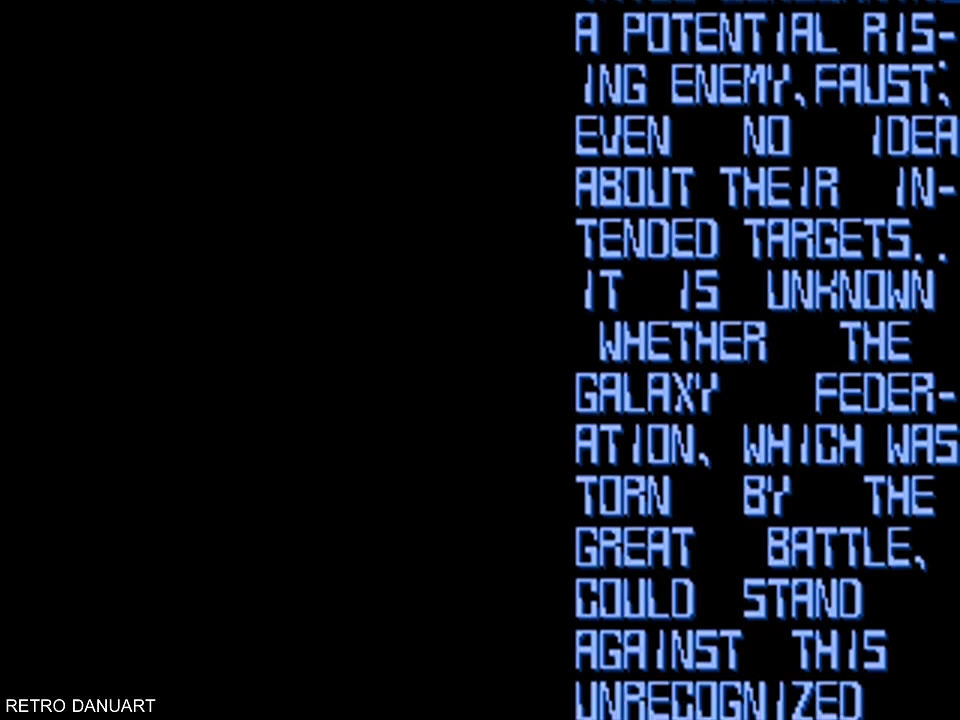 A POTENTIAL RIS-
ING ENEMY, FAUST;
EVEN NO IDEA
ABOUT THEIR IN-
TENDED TARGETS..
IT IS UNKNOWN
WHETHER THE
GALAXY FEDER-
ATION, WHICH WAS
TORN BY THE
GREAT BATTLE,
COULD STAND
AGAINST THIS
UNRECOGNIZED
RETRO DANUART